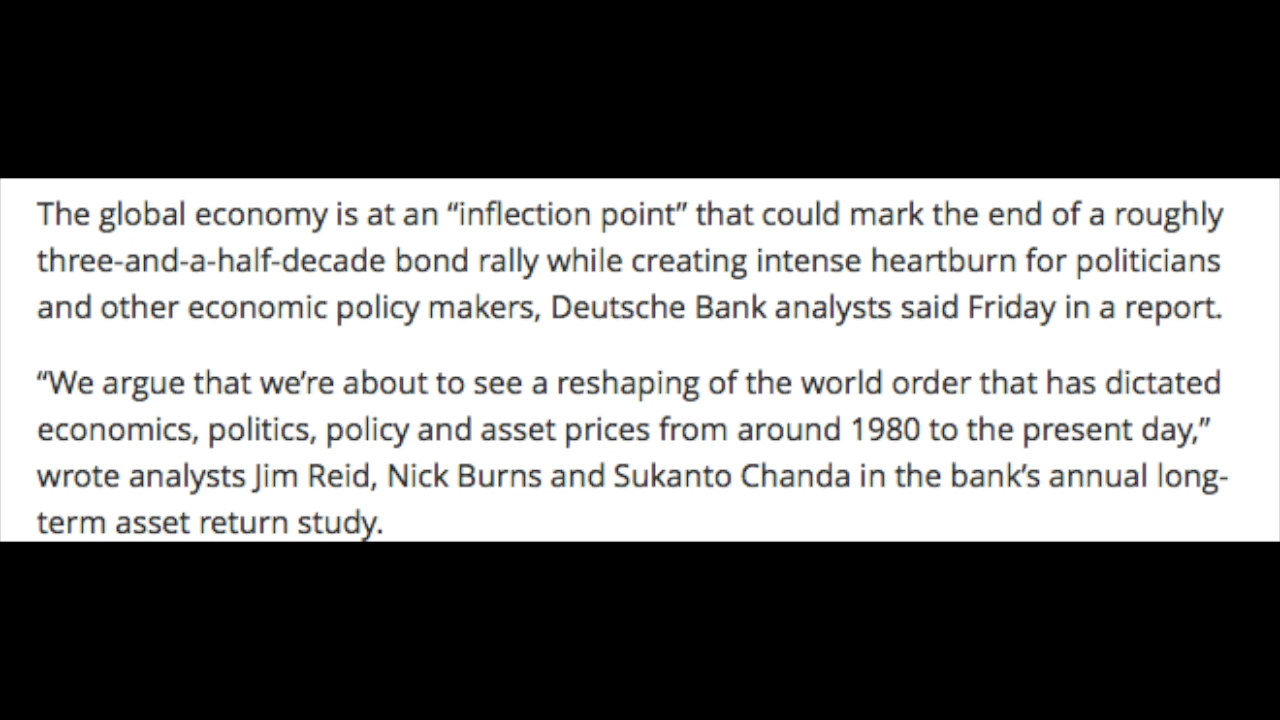 The global economy is at an “inflection point” that could mark the end of a roughly
three-and-a-half-decade bond rally while creating intense heartburn for politicians
and other economic policy makers, Deutsche Bank analysts said Friday in a report.
“We argue that we’re about to see a reshaping of the world order that has dictated
economics, politics, policy and asset prices from around 1980 to the present day,”
wrote analysts Jim Reid, Nick Burns and Sukanto Chanda in the bank’s annual long-
term asset return study.